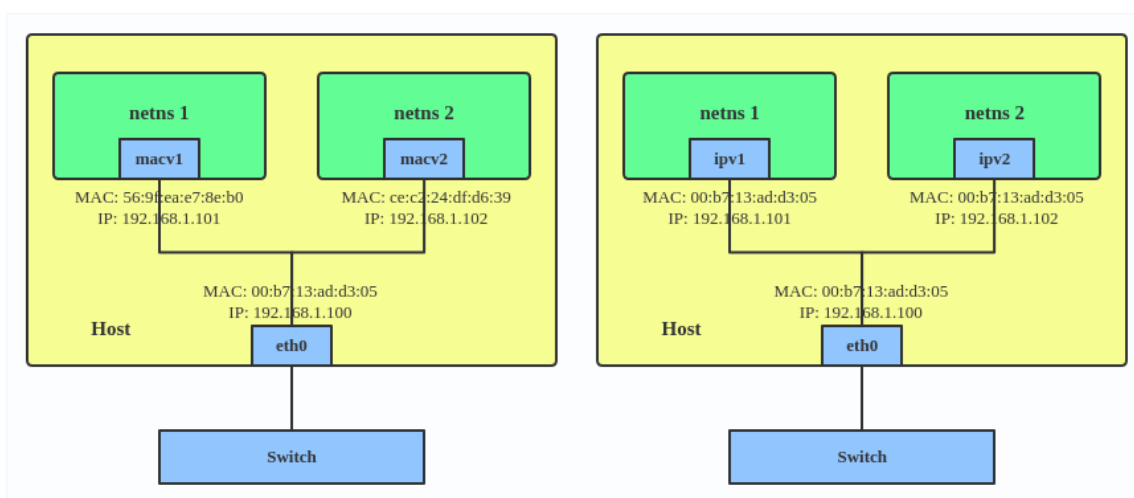 netns 1
macv1
MAC: 56:9f:ea:e7:8e:b0
IP: 192.168.1.101
netns 2
macv2
MAC: ce:c2:24:df:d6:39
IP: 192.168.1.102
MAC: 00:b7:13:ad:d3:05
IP: 192.168.1.100
Host
eth0
Switch
netns 1
ipv1
MAC: 00:b7:13:ad:d3:05
IP: 192.168.1.101
netns 2
ipv2
MAC: 00:b7:13:ad:d3:05
IP: 192.168.1.102
MAC: 00:b7:13:ad:d3:05
IP: 192.168.1.100
Host
eth0
Switch